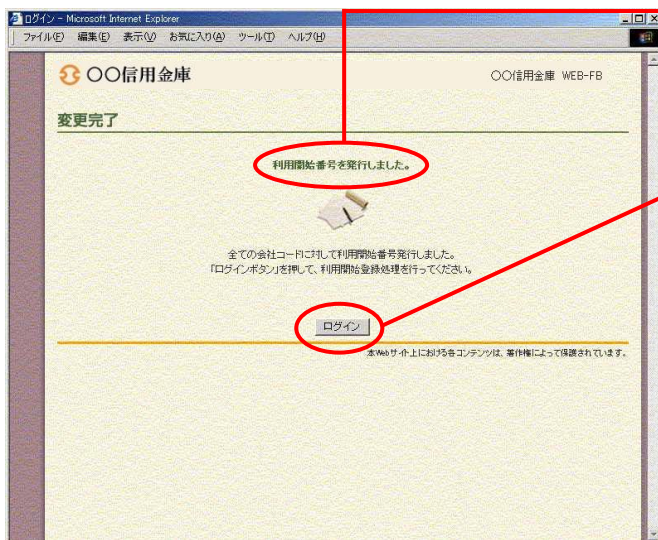 ログイン - Microsoft Internet Explorer
ファイル(F) 編集(E) 表示(V) お気に入り(A) ツール(T) ヘルプ(H)
〇〇信用金庫
〇〇信用金庫 WEB-FB
変更完了
利用開始番号を発行しました。
全ての会社コードに対して利用開始番号発行しました。
「ログインボタン」を押して、利用開始登録処理を行ってください。
ログイン
本Webサイト上における各コンテンツは、著作権によって保護されています。